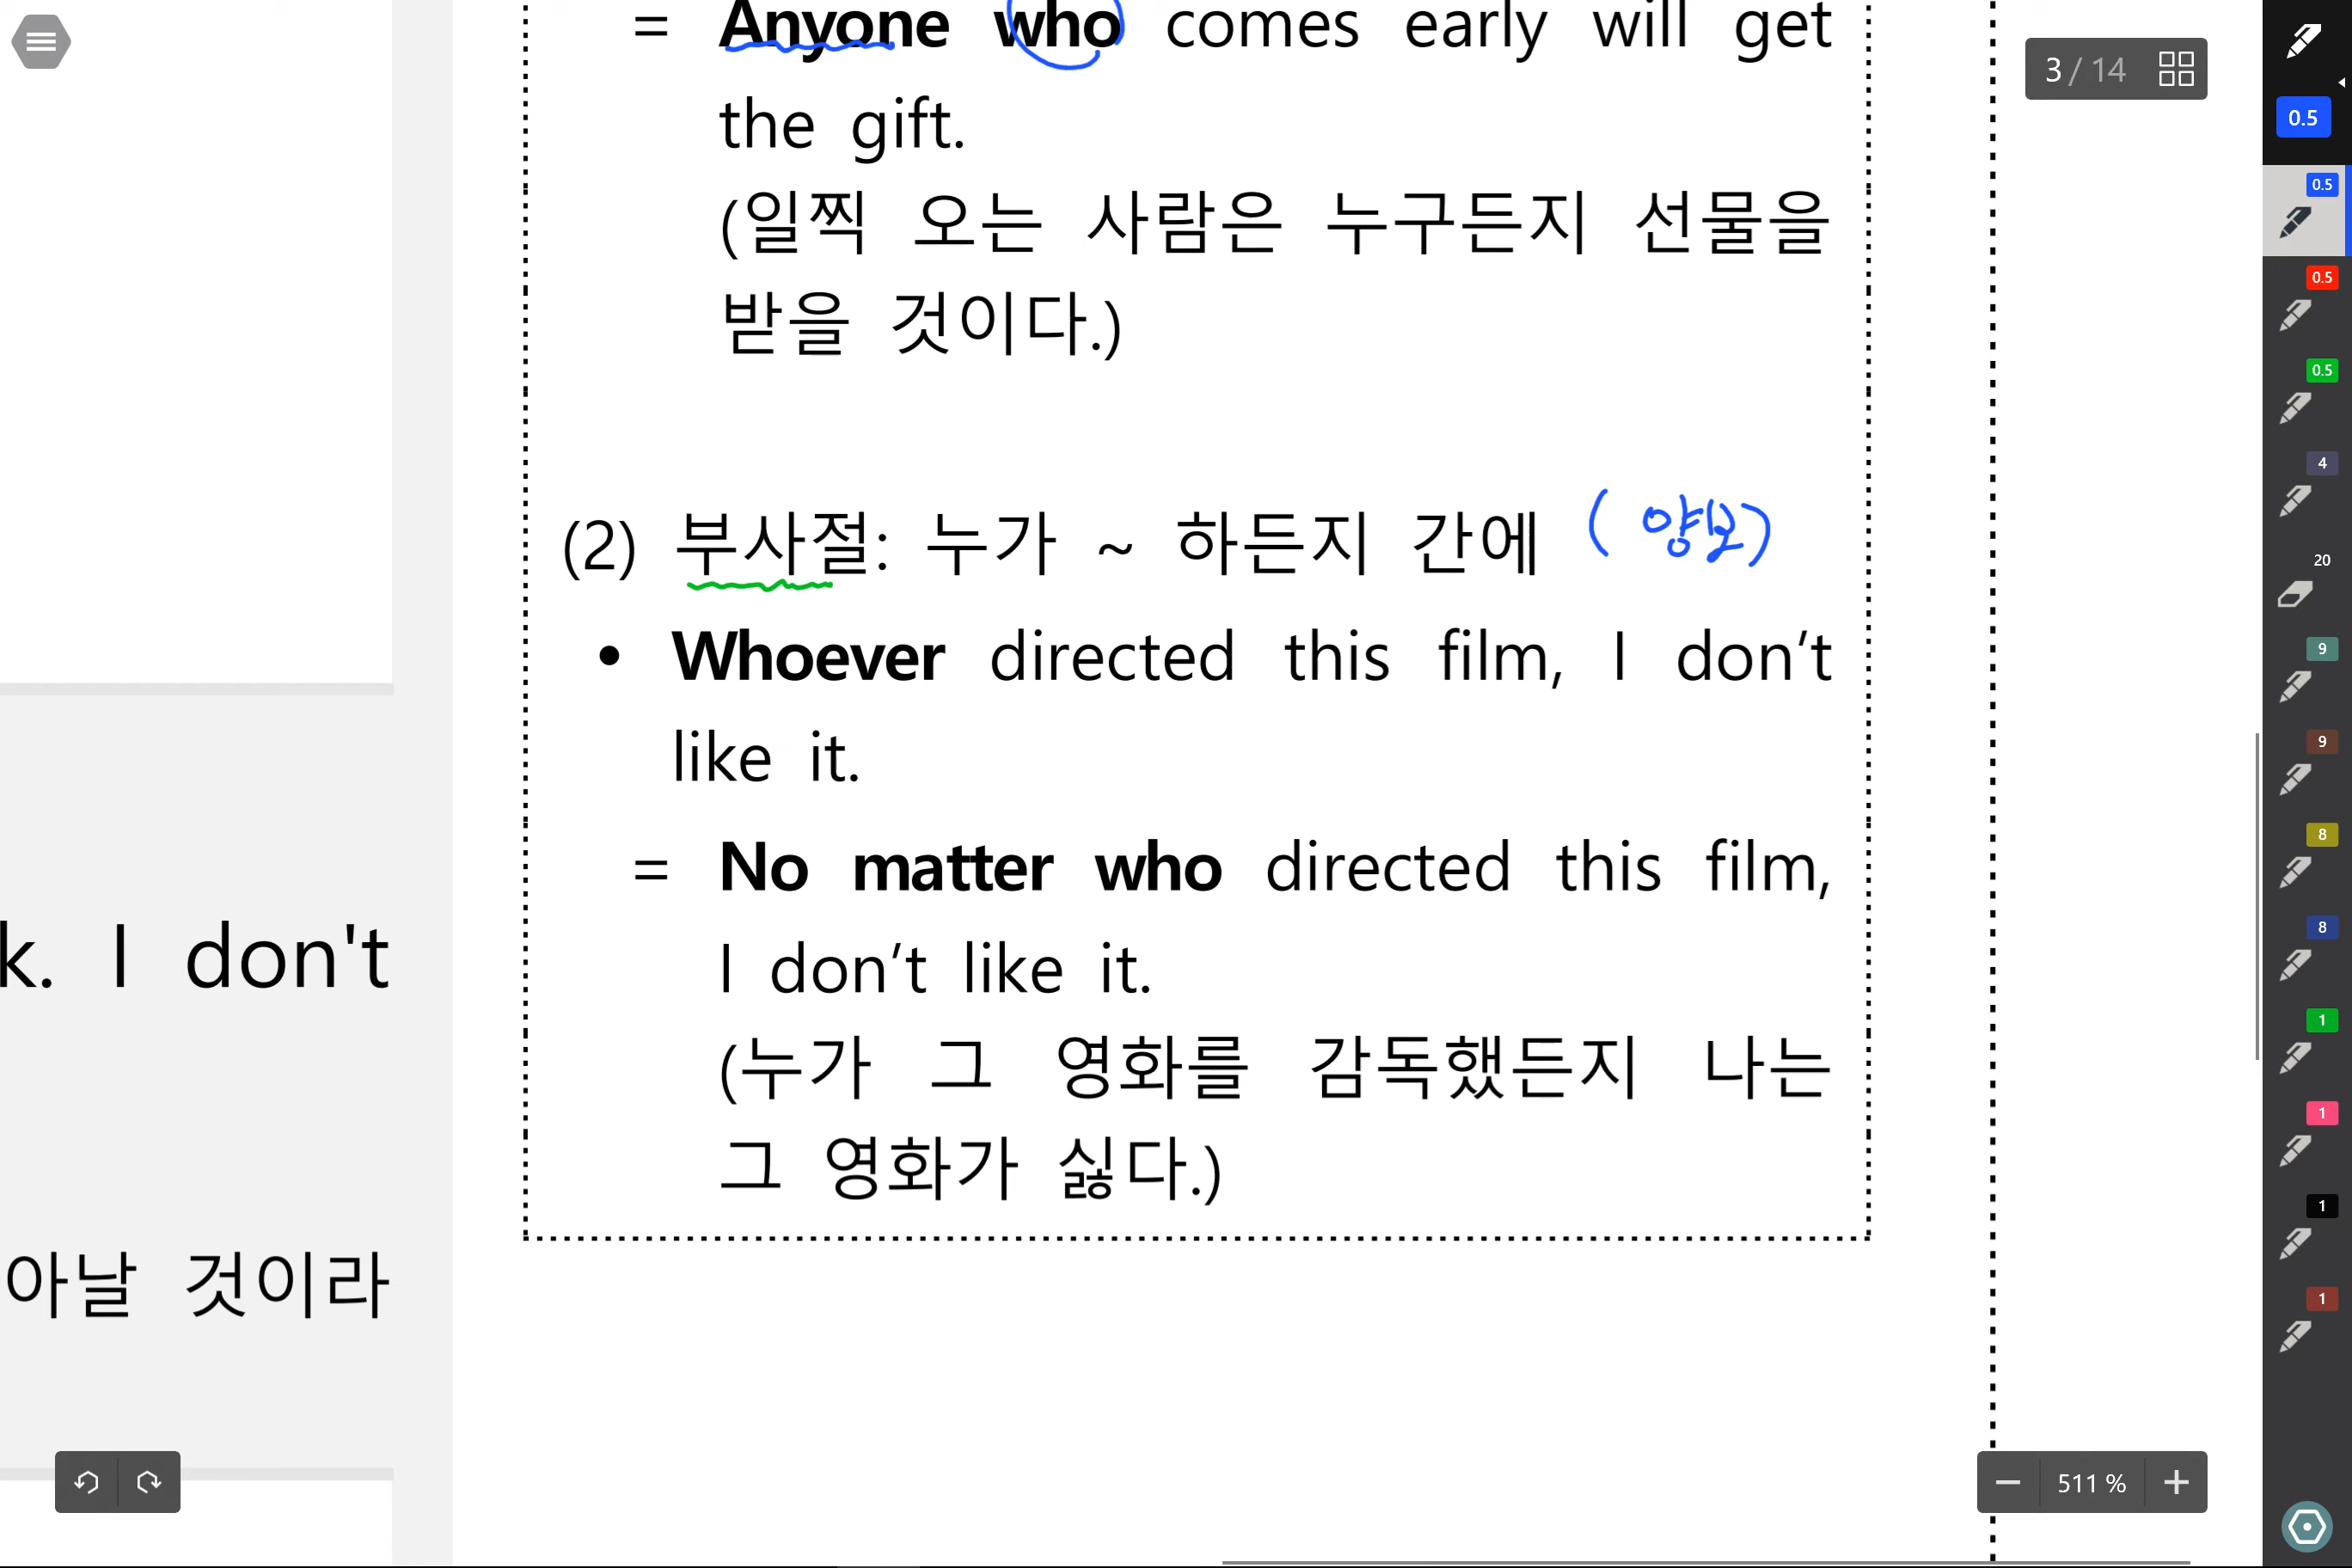 = Anyone who comes early will get
the gift.
(일찍 오는 사람은 누구든지 선물을
받을 것이다.)
(2) 부사절: 누가 ~ 하든지 간에 (양보)
• Whoever directed this film, I don’t
like it.
= No matter who directed this film,
I don’t like it.
(누가 그 영화를 감독했든지 나는
그 영화가 싫다.)
k. I don't
아날 것이라
3 / 14
0.5
0.5
0.5
0.5
4
20
9
9
8
8
1
1
1
1
511 %